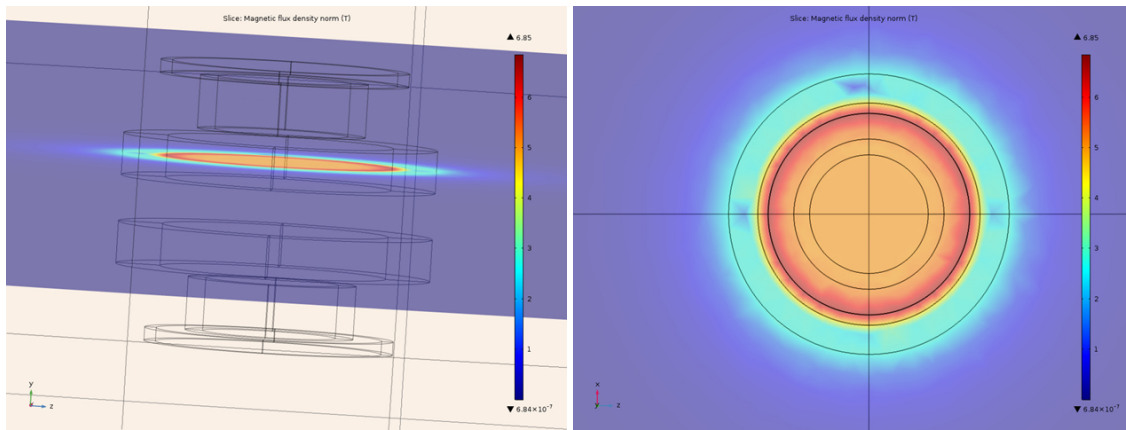 Slice: Magnetic flux density norm (T)
▲ 6.85
6
5
4
3
2
1
▼ 6.84×10⁻⁷
y
x z
Slice: Magnetic flux density norm (T)
▲ 6.85
6
5
4
3
2
1
▼ 6.84×10⁻⁷
x
y z